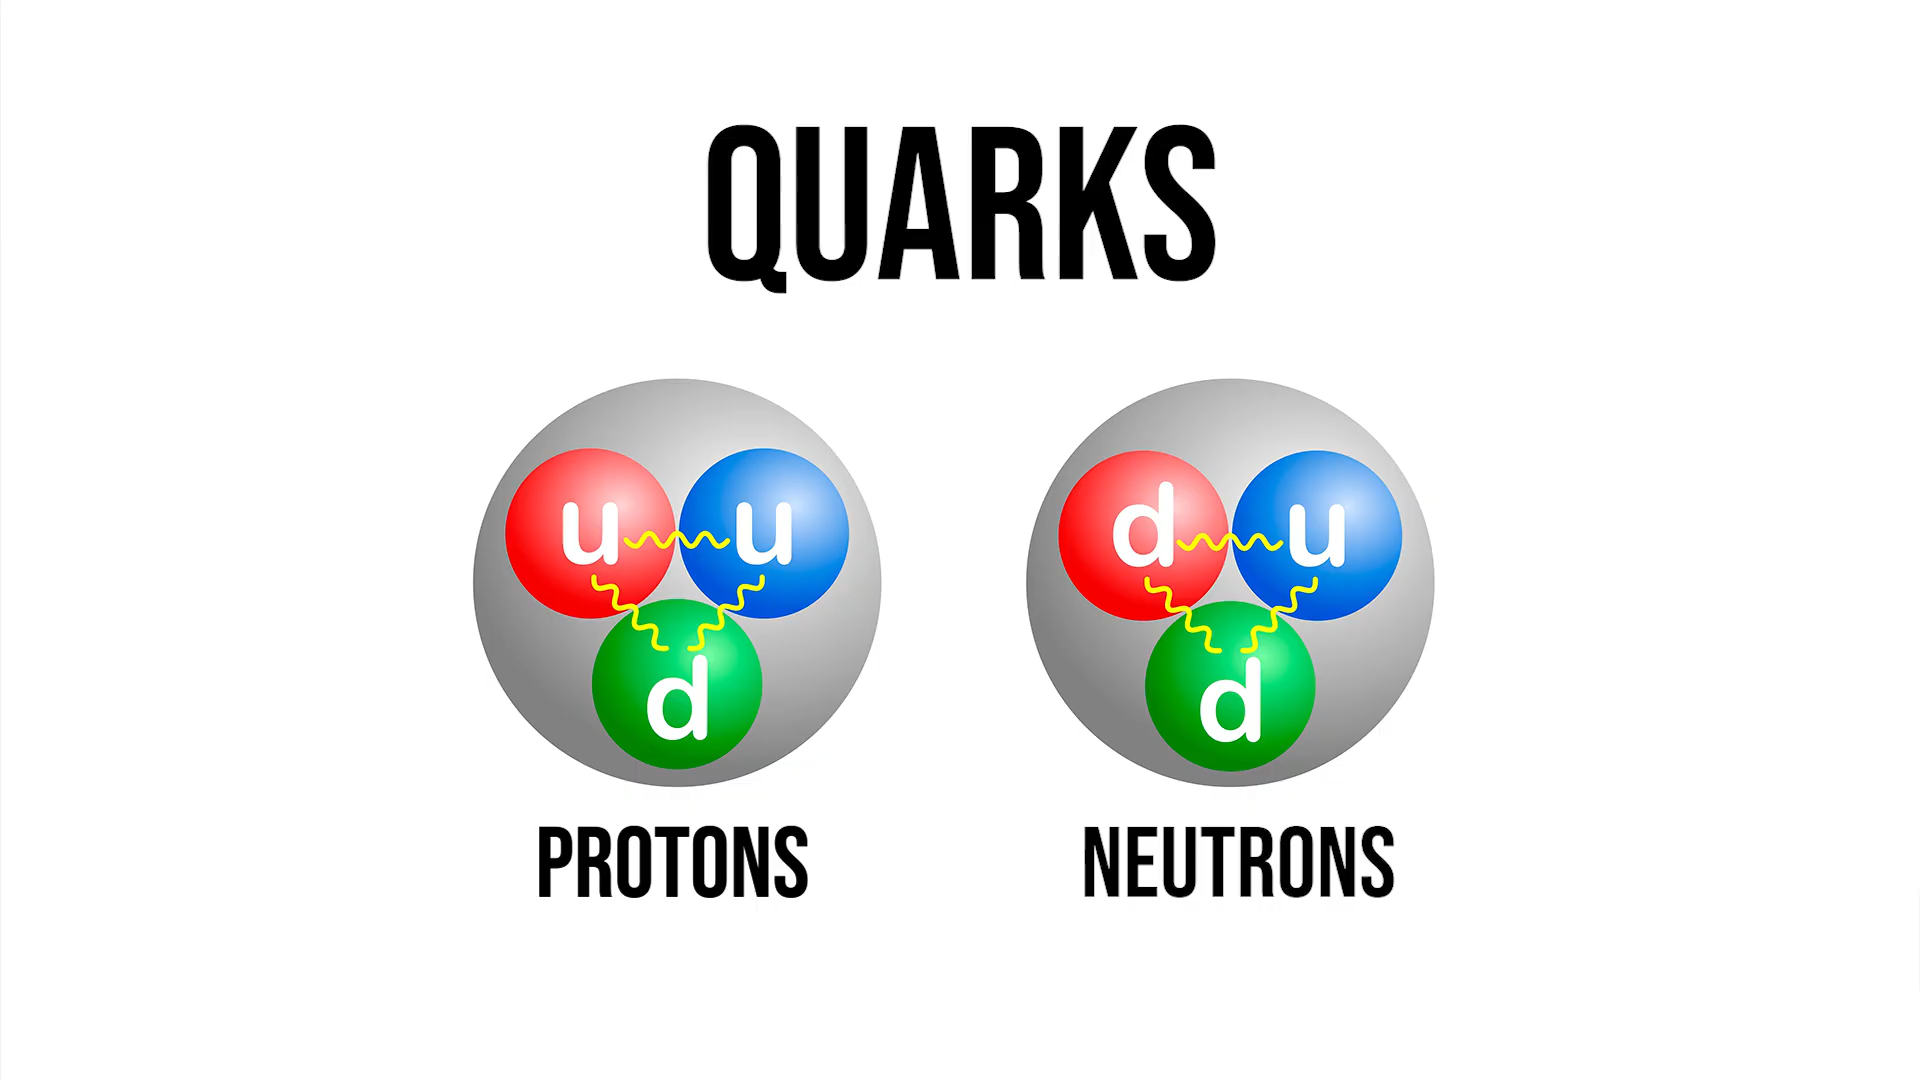 QUARKS
u u
d
d u
d
PROTONS
NEUTRONS